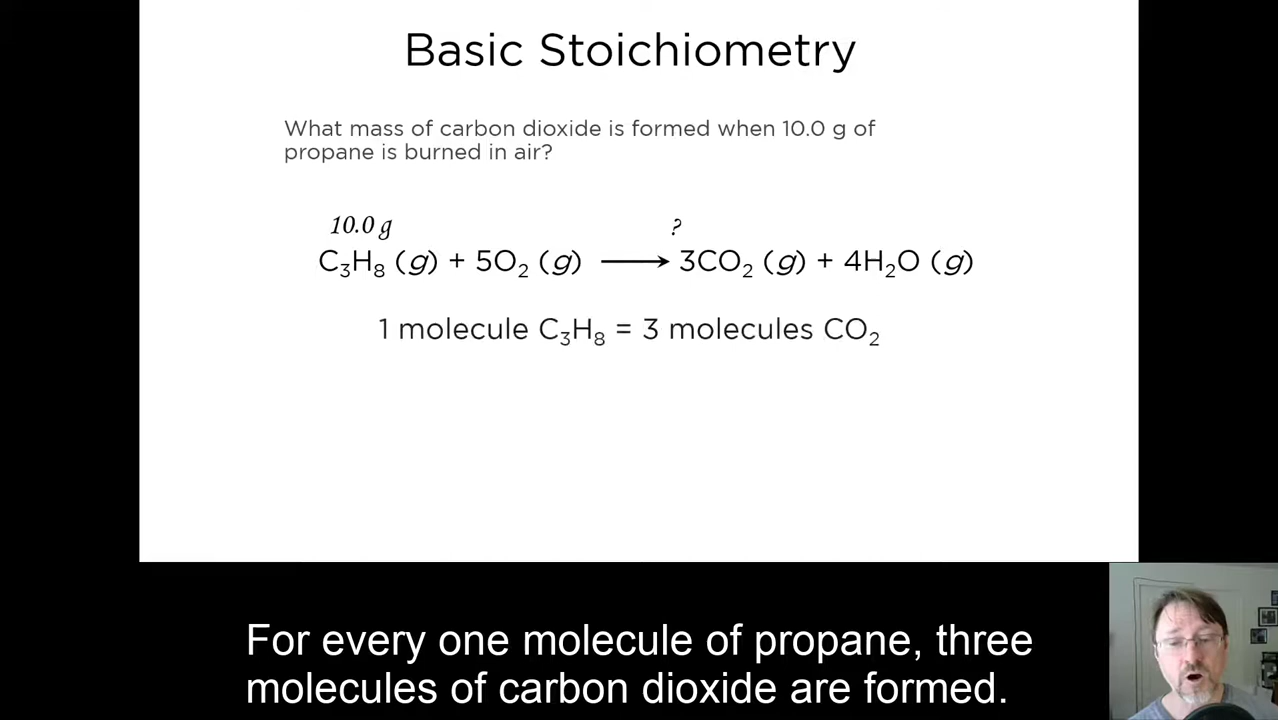 Basic Stoichiometry
What mass of carbon dioxide is formed when 10.0 g of
propane is burned in air?
10.0 g ?
C₃H₈ (g) + 5O₂ (g) ⟶ 3CO₂ (g) + 4H₂O (g)
1 molecule C₃H₈ = 3 molecules CO₂
For every one molecule of propane, three
molecules of carbon dioxide are formed.